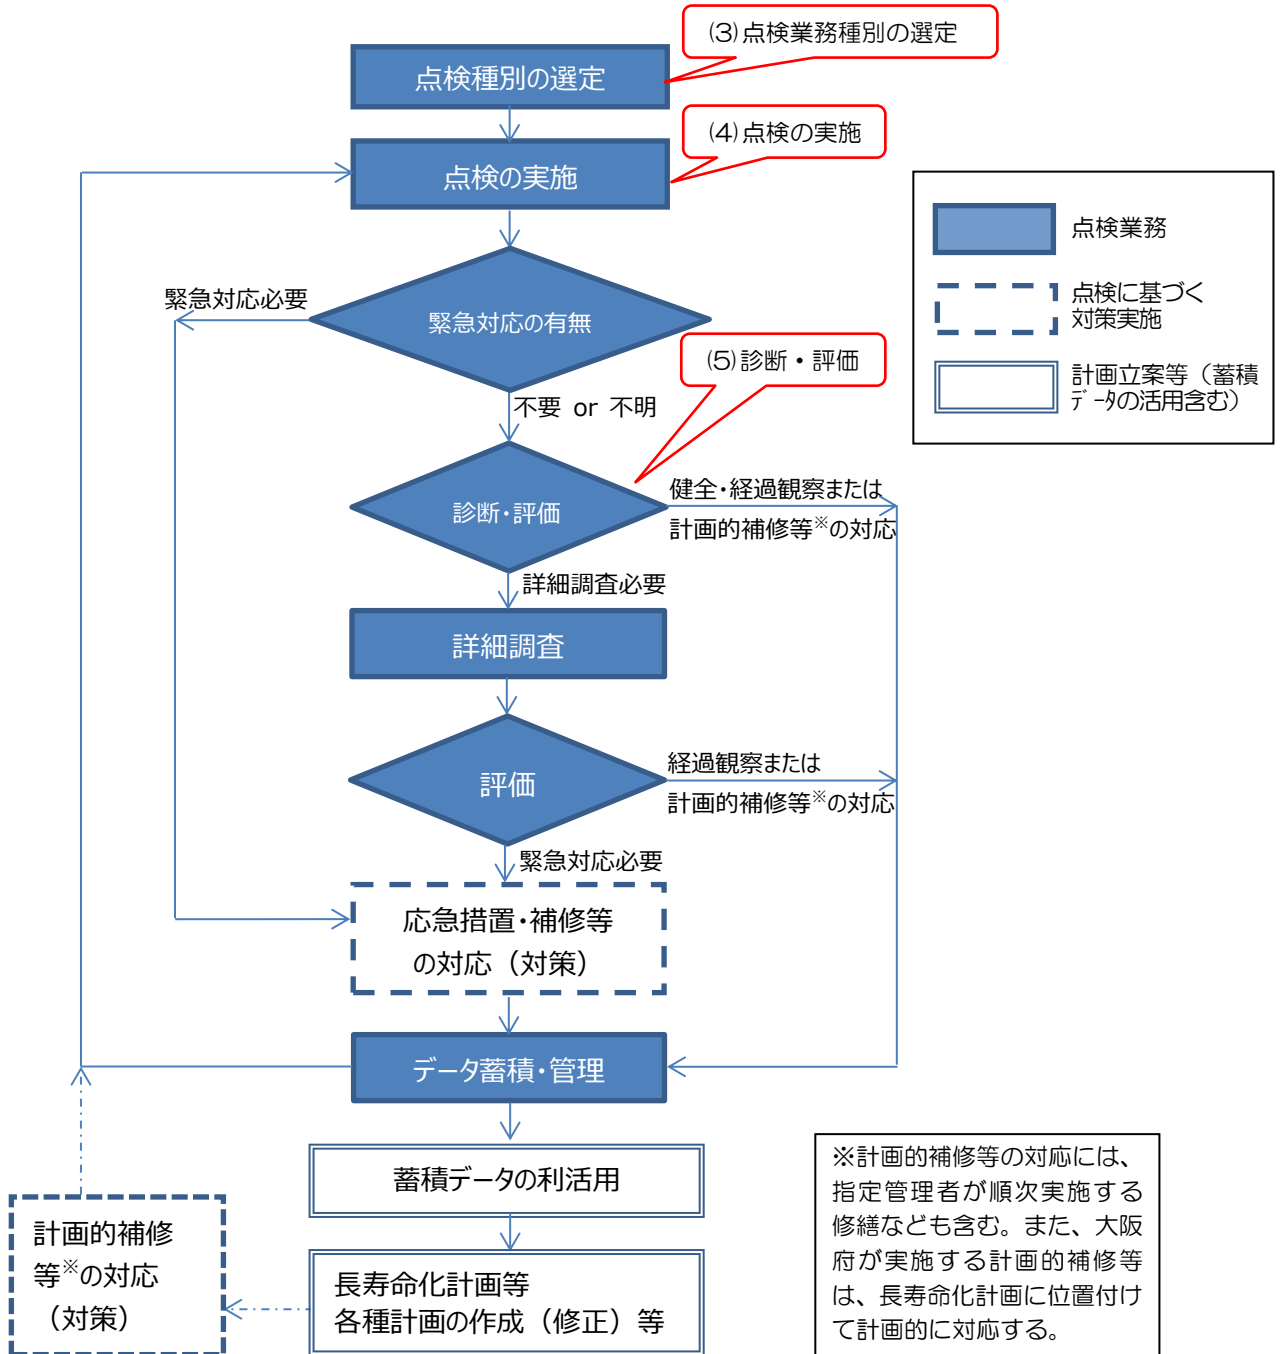 (3)点検業務種別の選定
点検種別の選定
(4)点検の実施
点検の実施
点検業務
点検に基づく
対策実施
計画立案等（蓄積
データの活用含む）
緊急対応必要
緊急対応の有無
(5)診断・評価
不要 or 不明
診断・評価
健全・経過観察または
計画的補修等※の対応
詳細調査必要
詳細調査
評価
経過観察または
計画的補修等※の対応
緊急対応必要
応急措置・補修等
の対応（対策）
データ蓄積・管理
蓄積データの利活用
長寿命化計画等
各種計画の作成（修正）等
計画的補修
等※の対応
（対策）
※計画的補修等の対応には、
指定管理者が順次実施する
修繕なども含む。また、大阪
府が実施する計画的補修等
は、長寿命化計画に位置付け
て計画的に対応する。